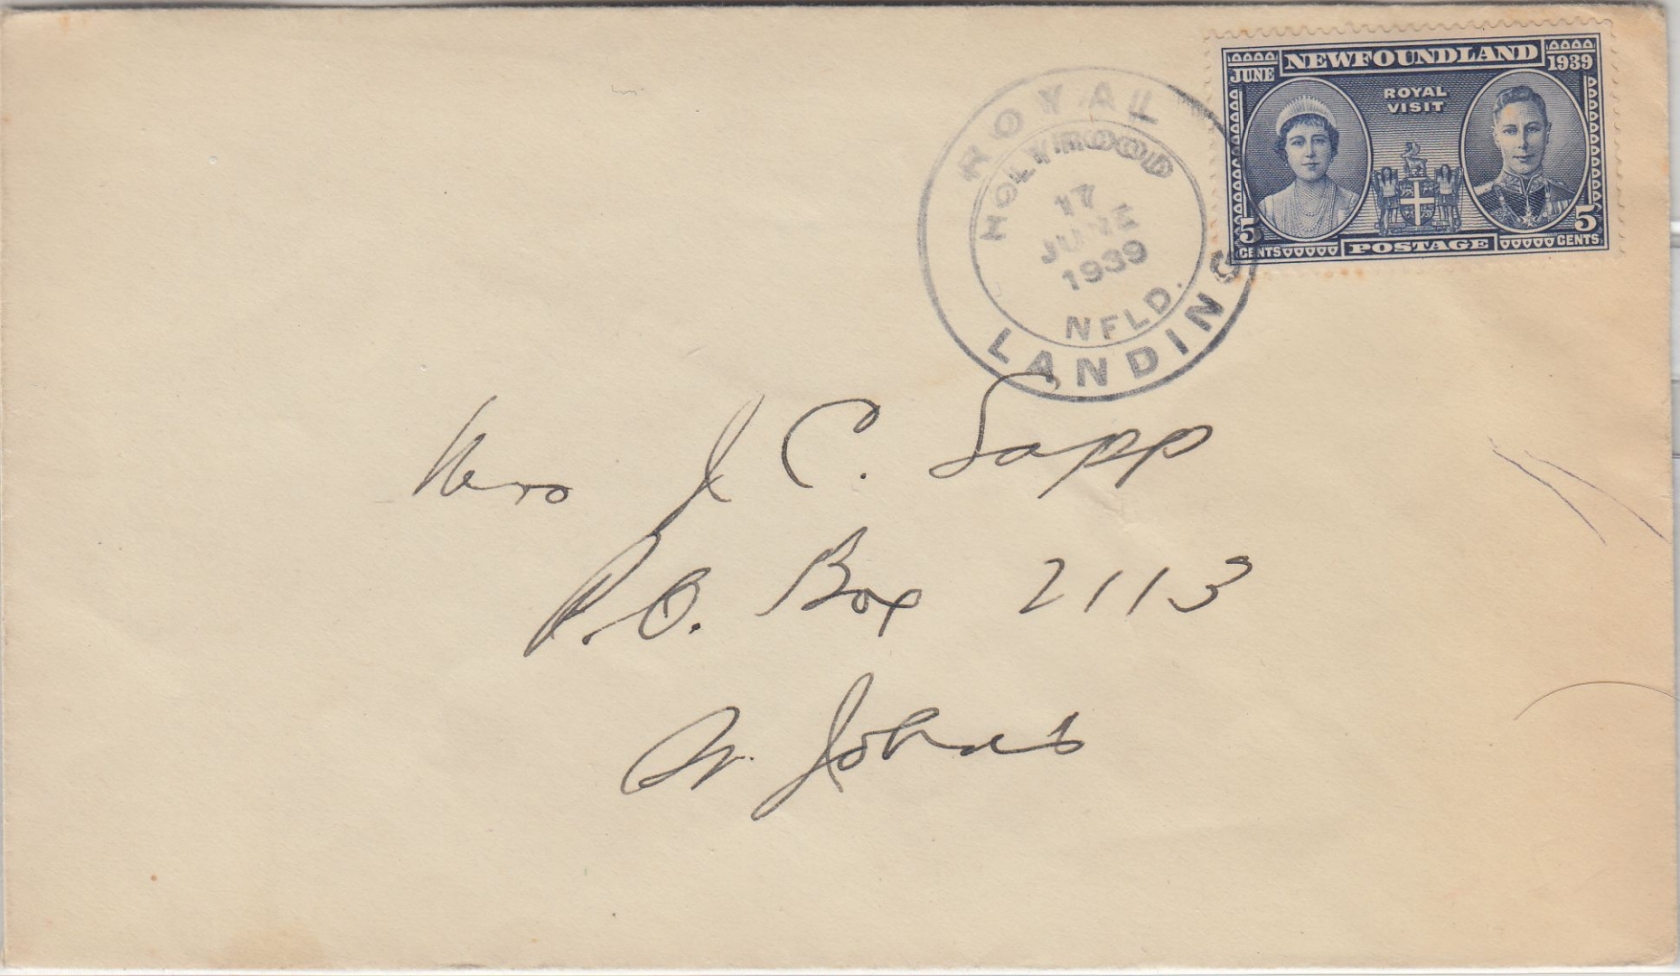 NEWFOUNDLAND
JUNE 1939
ROYAL
VISIT
5 5
CENTS POSTAGE CENTS
ROYAL
HOLYROOD
17
JUNE
1939
NFLD.
LANDING
Mrs J C. Sapp
P.O. Box 2113
St. Johns